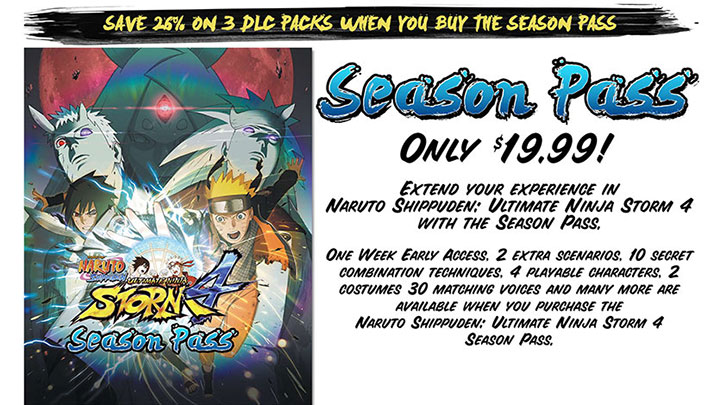 SAVE 26% ON 3 DLC PACKS WHEN YOU BUY THE SEASON PASS
Season Pass
ONLY $19.99!
EXTEND YOUR EXPERIENCE IN
NARUTO SHIPPUDEN: ULTIMATE NINJA STORM 4
WITH THE SEASON PASS.
ONE WEEK EARLY ACCESS, 2 EXTRA SCENARIOS, 10 SECRET
COMBINATION TECHNIQUES, 4 PLAYABLE CHARACTERS, 2
COSTUMES 30 MATCHING VOICES AND MANY MORE ARE
AVAILABLE WHEN YOU PURCHASE THE
NARUTO SHIPPUDEN: ULTIMATE NINJA STORM 4
SEASON PASS.
NARUTO
ULTIMATE NINJA
STORM 4
Season Pass